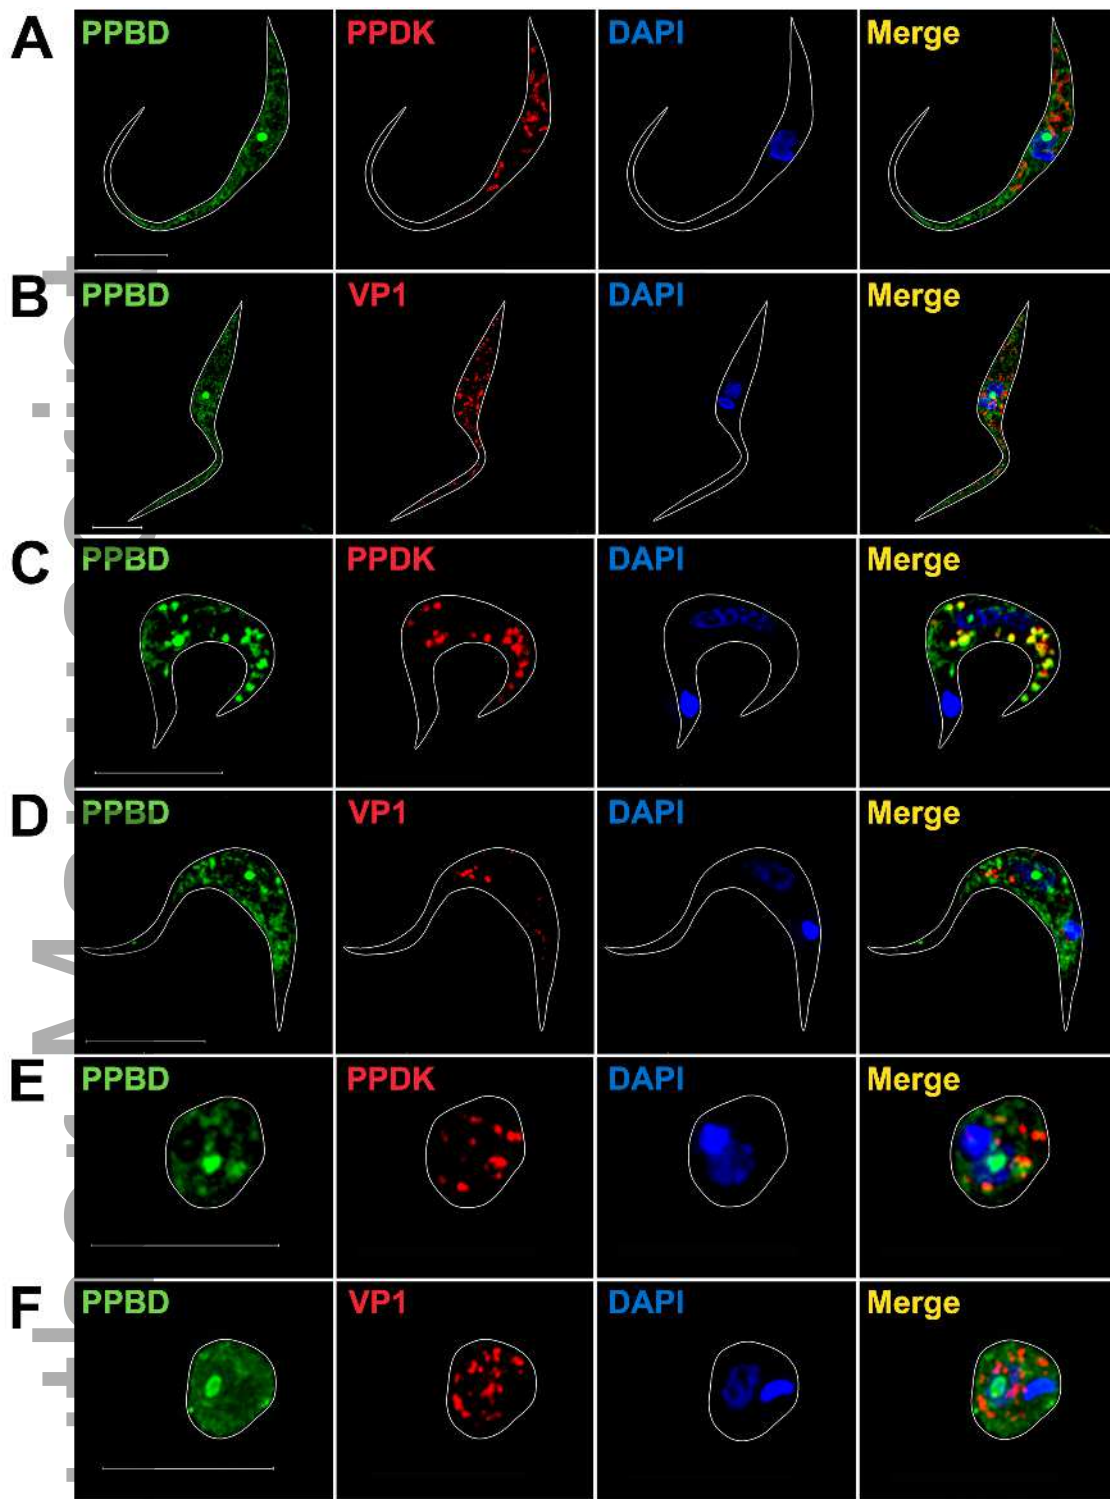 A PPBD PPDK DAPI Merge
B PPBD VP1 DAPI Merge
C PPBD PPDK DAPI Merge
D PPBD VP1 DAPI Merge
E PPBD PPDK DAPI Merge
F PPBD VP1 DAPI Merge